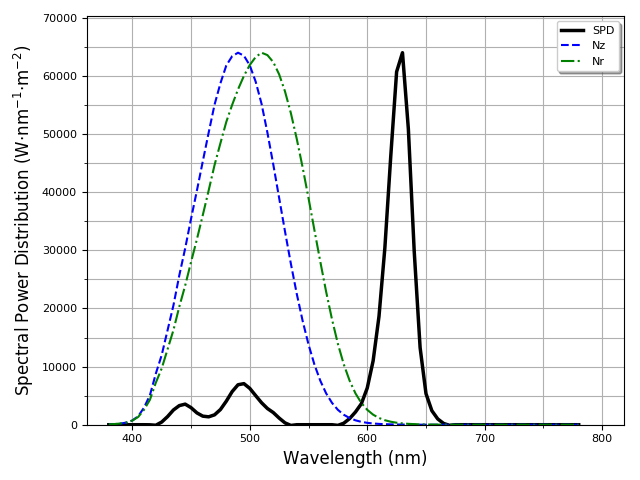 70000
60000
50000
40000
30000
20000
10000
0
400
500
600
700
800
Wavelength (nm)
Spectral Power Distribution (W·nm⁻¹·m⁻²)
SPD
Nz
Nr